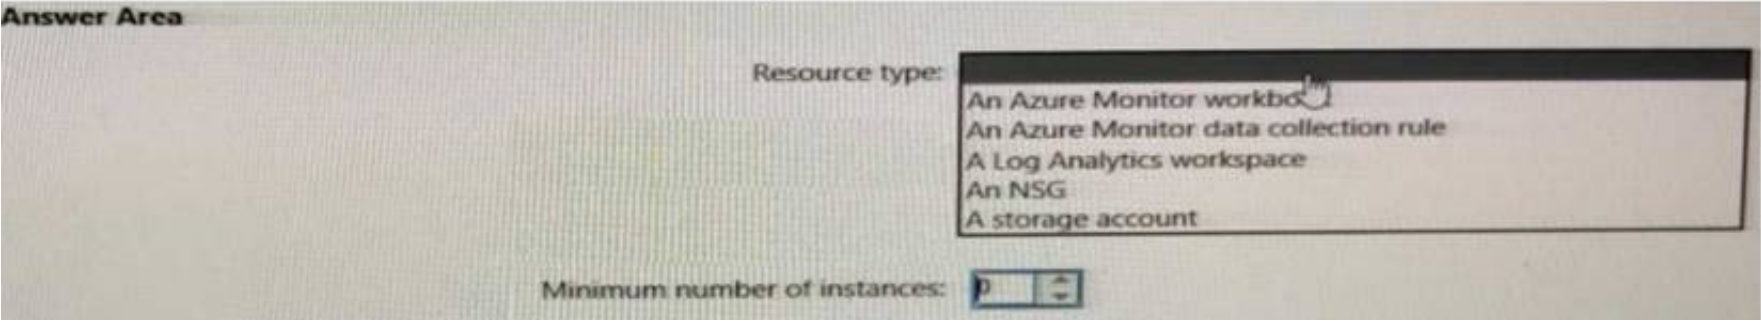 Answer Area
Resource type:
An Azure Monitor
An Azure Monitor data collection rule
A Log Analytics workspace
An NSG
A storage account
Minimum number of instances: